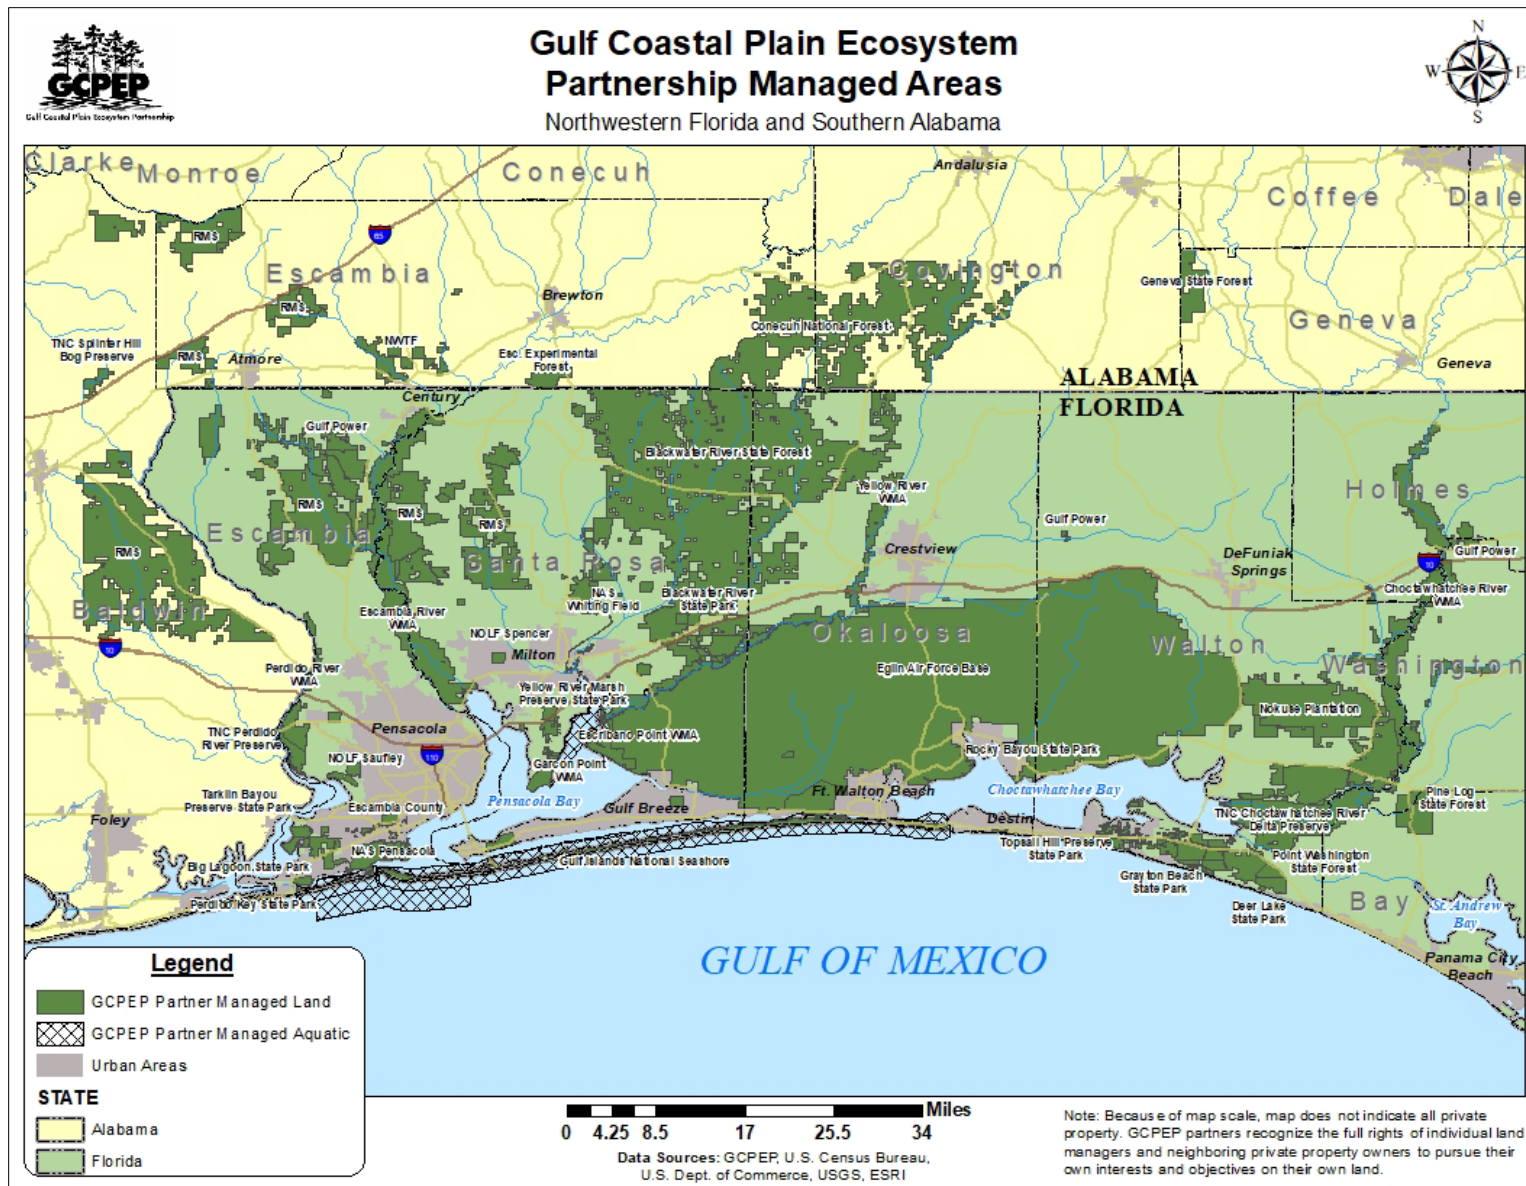 Gulf Coastal Plain Ecosystem
Partnership Managed Areas
Northwestern Florida and Southern Alabama
GCPEP
Gulf Coastal Plain Ecosystem Partnership
N
W
E
S
Clarke
Monroe
Conecuh
Andalusia
Coffee
Dale
RMS
65
Escambia
Covington
Geneva State Forest
RMS
Brewton
Geneva
Conecuh National Forest
TNC Splinter Hill
Bog Preserve
RMS
Atmore
NWTF
Esc. Experimental
Forest
Geneva
ALABAMA
FLORIDA
Century
Gulf Power
Blackwater River State Forest
Yellow River
WMA
Holmes
RMS
RMS
RMS
Gulf Power
Escambia
Santa Rosa
Crestview
DeFuniak
Springs
Gulf Power
10
RMS
Baldwin
NAS
Whiting Field
Blackwater River
State Park
Choctawhatchee River
WMA
Escambia River
WMA
NOLF Spencer
Okaloosa
Walton
Washington
10
Milton
Eglin Air Force Base
Perdido River
WMA
Yellow River Marsh
Preserve State Park
Nokuse Plantation
TNC Perdido
River Preserve
Pensacola
Escribano Point WMA
Rocky Bayou State Park
NOLF Saufley
110
Garcon Point
WMA
Tarkiln Bayou
Preserve State Park
Escambia County
Pensacola Bay
Gulf Breeze
Ft. Walton Beach
Choctawhatchee Bay
Pine Log
State Forest
Foley
Destin
TNC Choctawhatchee River
Delta Preserve
NAS Pensacola
Topsail Hill Preserve
State Park
Point Washington
State Forest
Big Lagoon State Park
Gulf Islands National Seashore
Grayton Beach
State Park
Perdido Key State Park
Deer Lake
State Park
Bay
St. Andrew
Bay
GULF OF MEXICO
Panama City
Beach
Legend
GCPEP Partner Managed Land
GCPEP Partner Managed Aquatic
Urban Areas
STATE
Alabama
Florida
Miles
0 4.25 8.5 17 25.5 34
Data Sources: GCPEP, U.S. Census Bureau,
U.S. Dept. of Commerce, USGS, ESRI
Note: Because of map scale, map does not indicate all private
property. GCPEP partners recognize the full rights of individual land
managers and neighboring private property owners to pursue their
own interests and objectives on their own land.